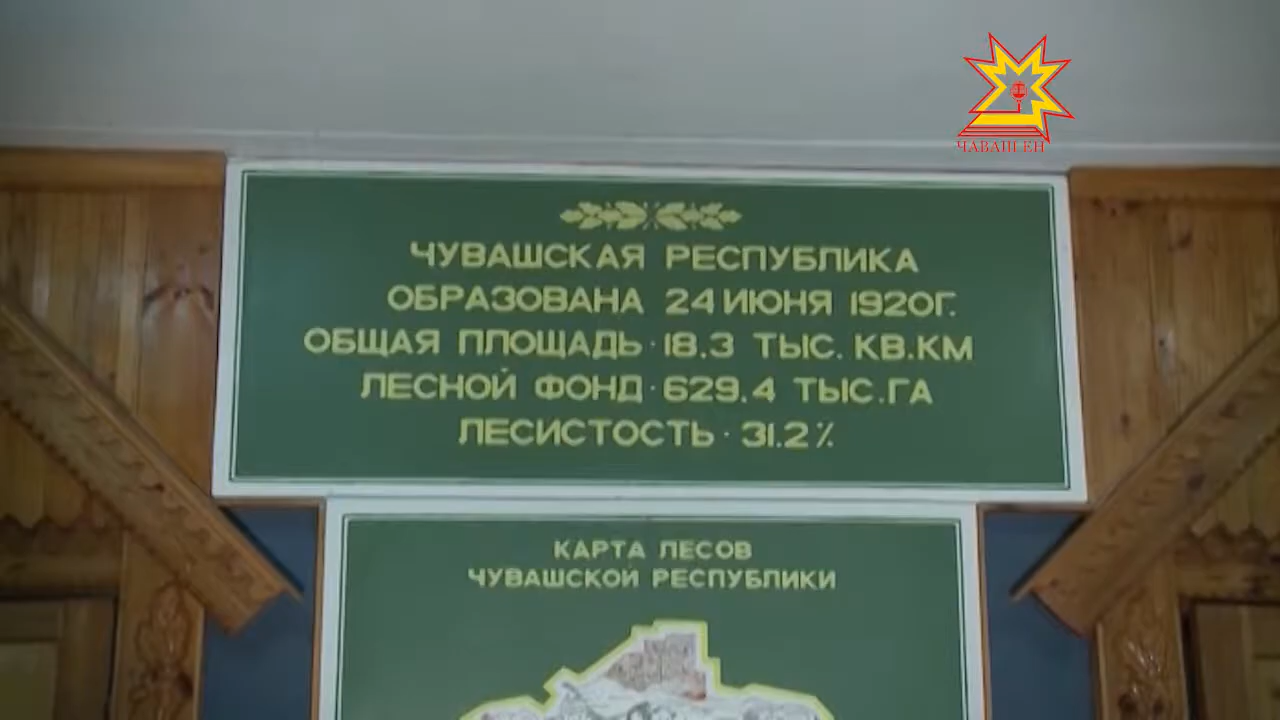 ЧАВАШ ЕН
ЧУВАШСКАЯ РЕСПУБЛИКА
ОБРАЗОВАНА 24 ИЮНЯ 1920Г.
ОБЩАЯ ПЛОЩАДЬ · 18.3 ТЫС. КВ.КМ
ЛЕСНОЙ ФОНД · 629.4 ТЫС.ГА
ЛЕСИСТОСТЬ · 31.2 %
КАРТА ЛЕСОВ
ЧУВАШСКОЙ РЕСПУБЛИКИ